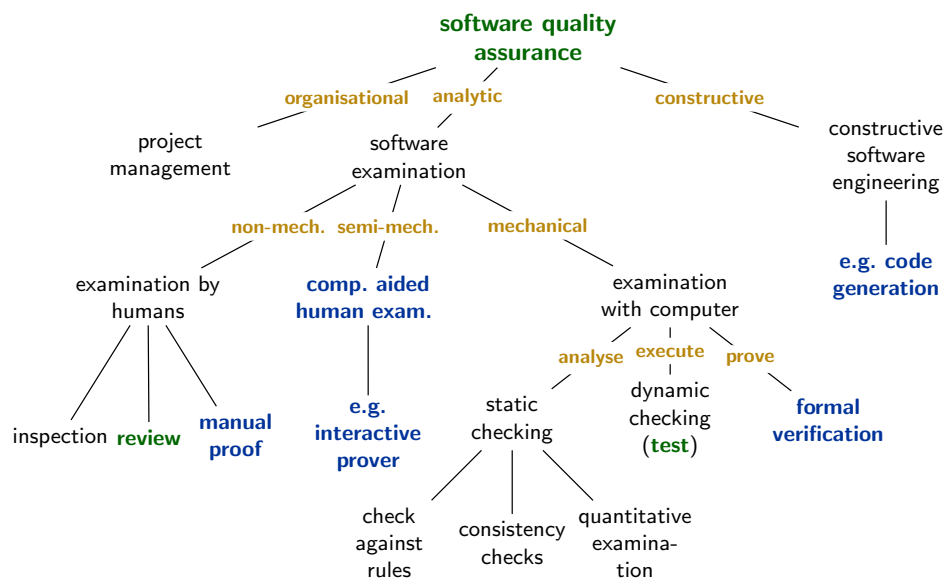 software quality
assurance
organisational
analytic
constructive
project
management
software
examination
constructive
software
engineering
non-mech.
semi-mech.
mechanical
e.g. code
generation
examination by
humans
comp. aided
human exam.
examination
with computer
analyse
execute
prove
inspection
review
manual
proof
e.g.
interactive
prover
static
checking
dynamic
checking
(test)
formal
verification
check
against
rules
consistency
checks
quantitative
examina-
tion